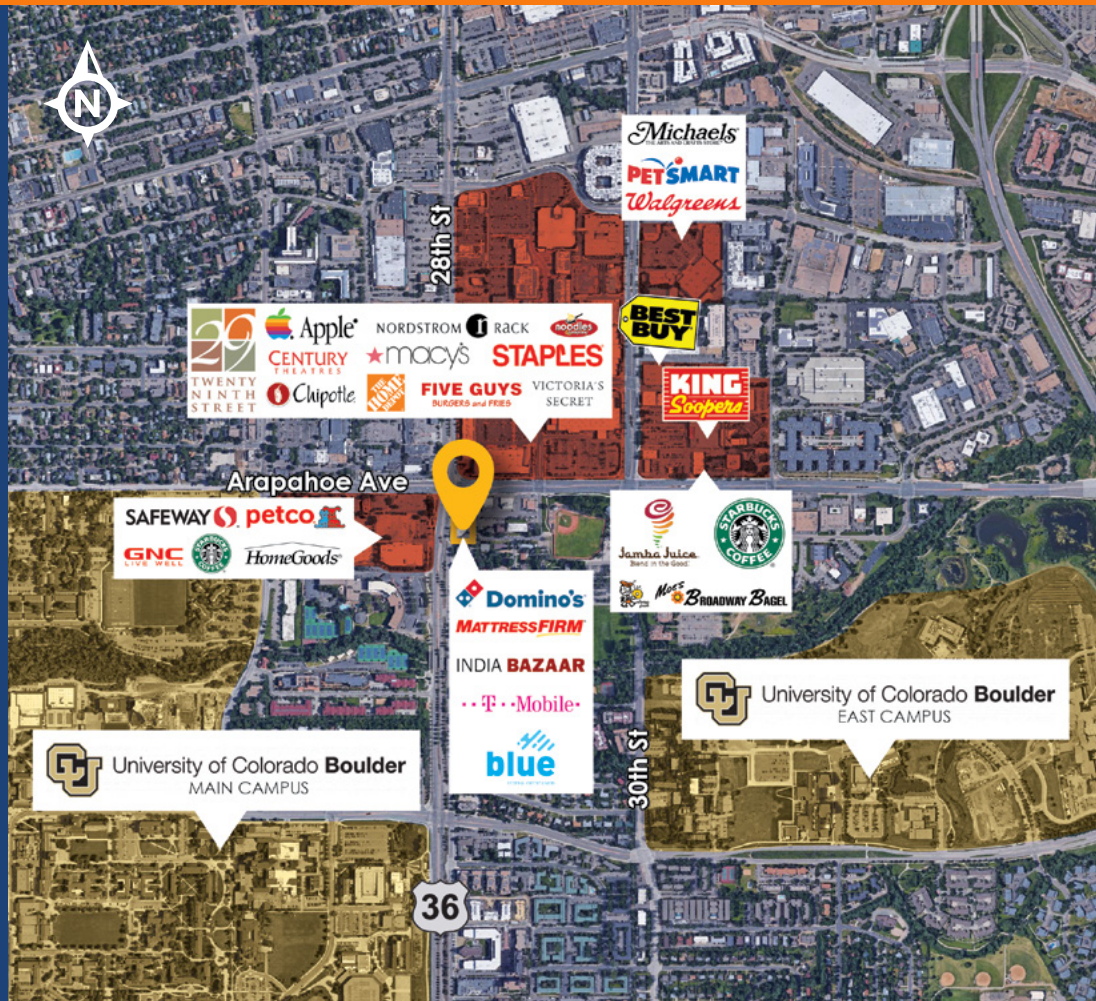 N
Michaels
THE ARTS AND CRAFTS STORE
PETSMART
Walgreens
28th St
BEST BUY
29
TWENTY
NINTH
STREET
Apple
NORDSTROM r RACK
noodles
CENTURY
THEATRES
macy's
STAPLES
Chipotle
THE HOME DEPOT
FIVE GUYS
BURGERS and FRIES
VICTORIA'S
SECRET
KING
Soopers
Arapahoe Ave
SAFEWAY S petco
GNC
LIVE WELL
STARBUCKS COFFEE
HomeGoods
Jamba Juice
Blend in the Good
STARBUCKS COFFEE
Moe's BROADWAY BAGEL
Domino's
MATTRESS FIRM
INDIA BAZAAR
T Mobile
blue
30th St
CU University of Colorado Boulder
EAST CAMPUS
CU University of Colorado Boulder
MAIN CAMPUS
36